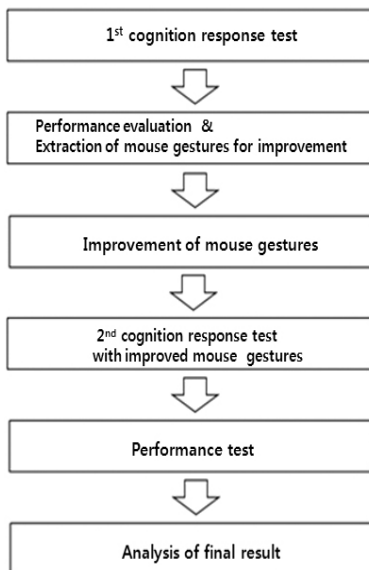 1st cognition response test
Performance evaluation &
Extraction of mouse gestures for improvement
Improvement of mouse gestures
2nd cognition response test
with improved mouse gestures
Performance test
Analysis of final result